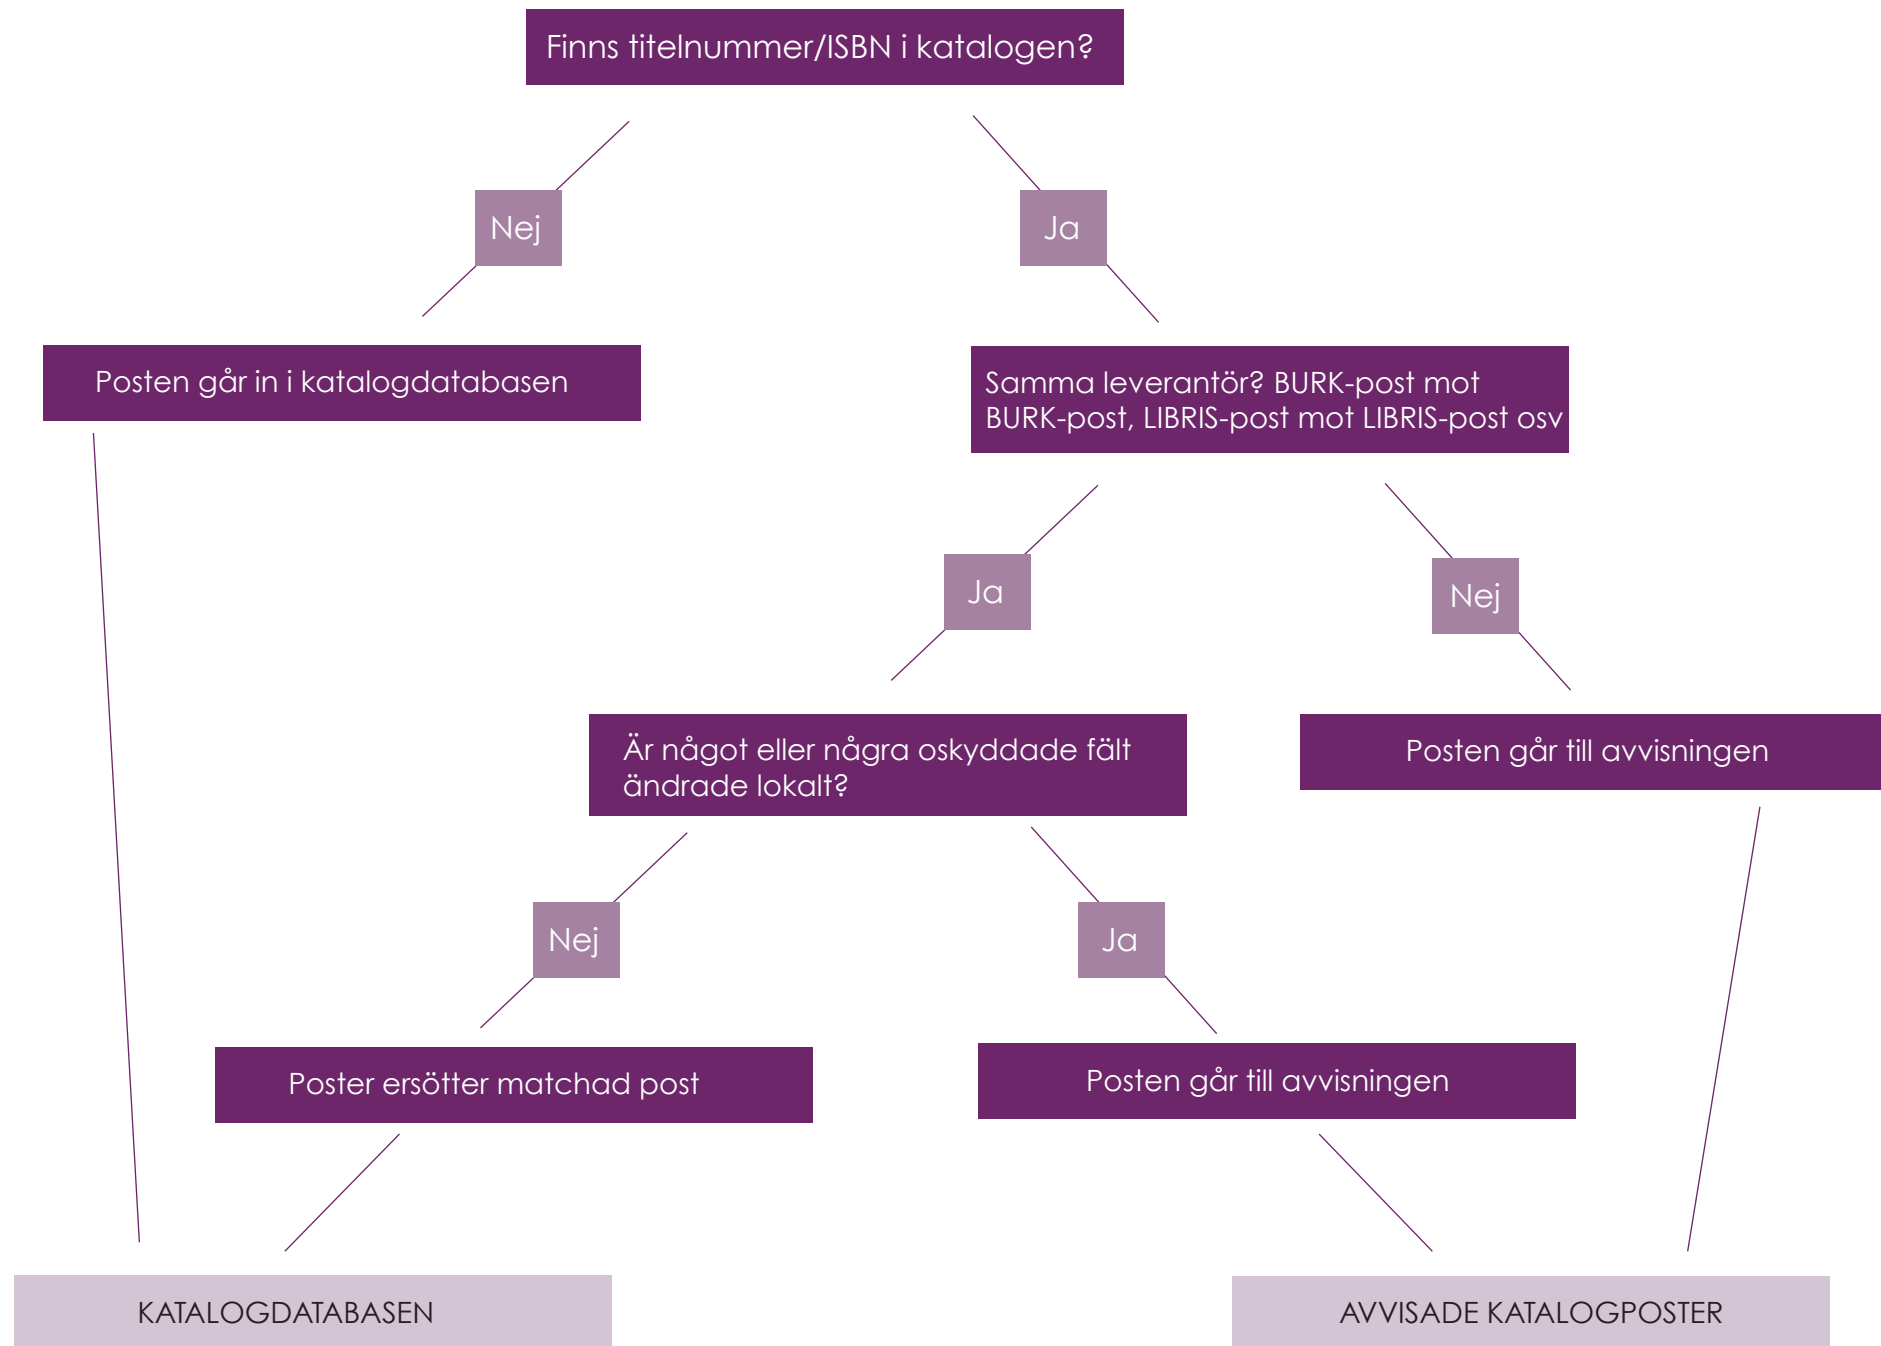 Finns titelnummer/ISBN i katalogen?
Nej
Ja
Posten går in i katalogdatabasen
Samma leverantör? BURK-post mot
BURK-post, LIBRIS-post mot LIBRIS-post osv
Ja
Nej
Är något eller några oskyddade fält
ändrade lokalt?
Posten går till avvisningen
Nej
Ja
Poster ersötter matchad post
Posten går till avvisningen
KATALOGDATABASEN
AVVISADE KATALOGPOSTER